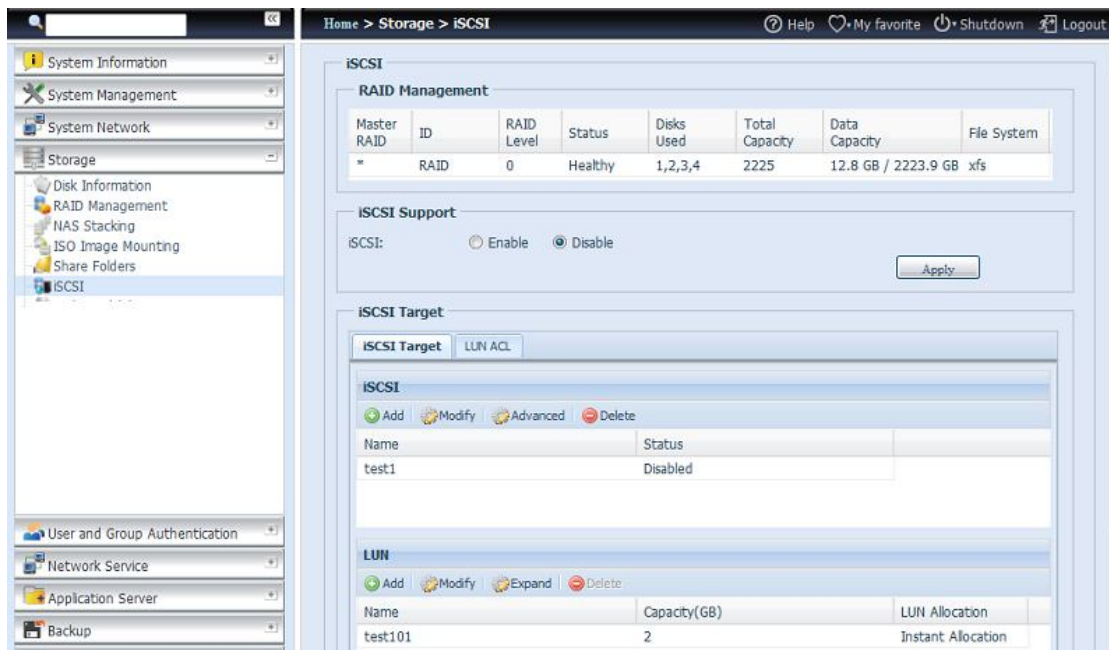 Home > Storage > iSCSI
Help My favorite Shutdown Logout
System Information
System Management
System Network
Storage
Disk Information
RAID Management
NAS Stacking
ISO Image Mounting
Share Folders
iSCSI
User and Group Authentication
Network Service
Application Server
Backup
iSCSI
RAID Management
Master RAID ID RAID Level Status Disks Used Total Capacity Data Capacity File System
* RAID 0 Healthy 1,2,3,4 2225 12.8 GB / 2223.9 GB xfs
iSCSI Support
iSCSI: Enable Disable
Apply
iSCSI Target
iSCSI Target LUN ACL
iSCSI
Add Modify Advanced Delete
Name Status
test1 Disabled
LUN
Add Modify Expand Delete
Name Capacity(GB) LUN Allocation
test101 2 Instant Allocation